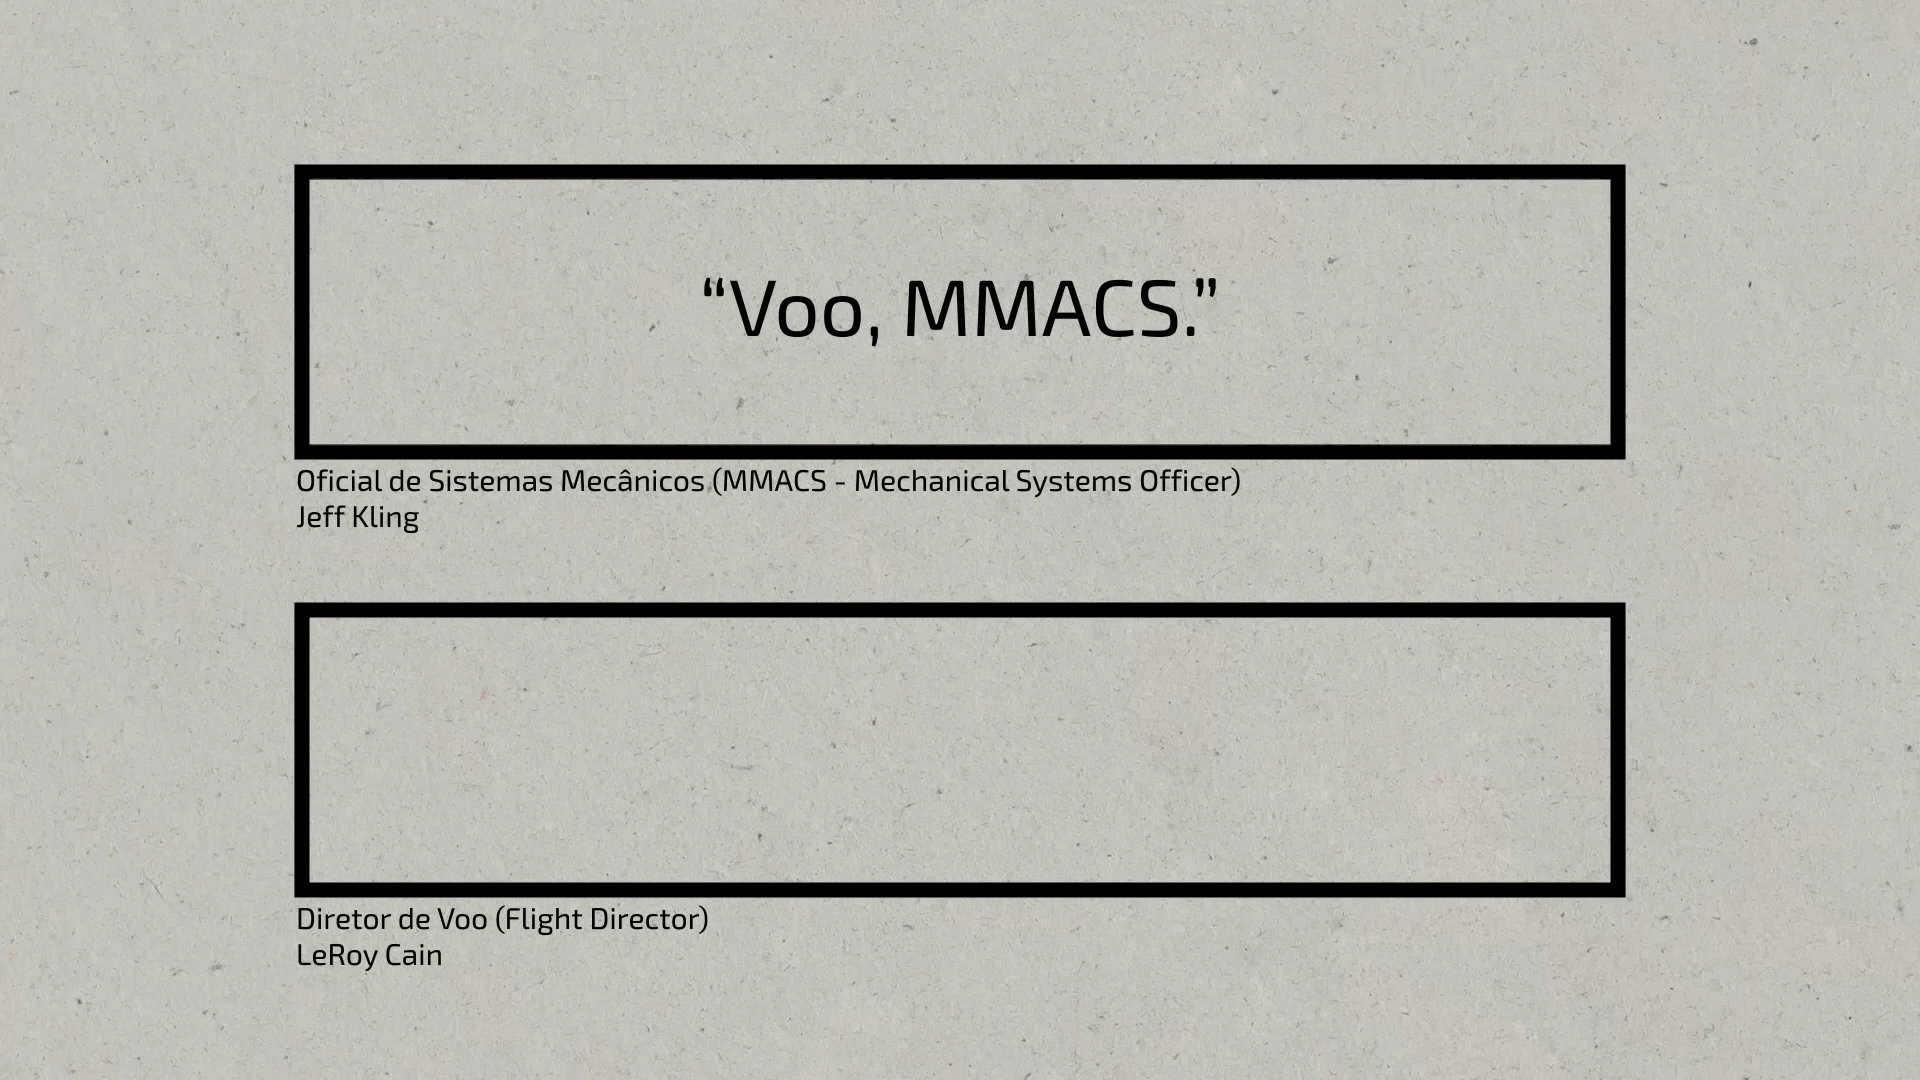 “Voo, MMACS.”
Oficial de Sistemas Mecânicos (MMACS - Mechanical Systems Officer)
Jeff Kling
Diretor de Voo (Flight Director)
LeRoy Cain